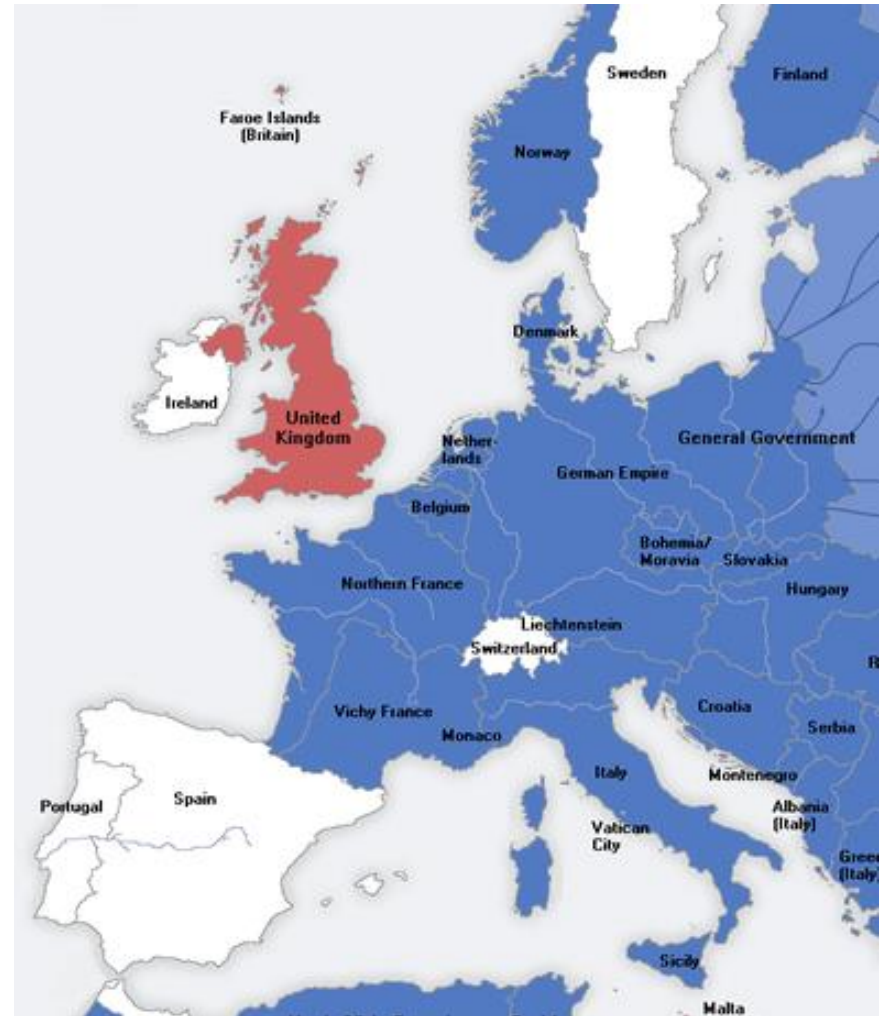 Sweden
Finland
Faroe Islands
(Britain)
Norway
Denmark
Ireland
United
Kingdom
Nether-
lands
General Government
German Empire
Belgium
Bohemia/
Moravia
Slovakia
Northern France
Hungary
Liechtenstein
Switzerland
R
Vichy France
Croatia
Monaco
Serbia
Italy
Montenegro
Portugal
Spain
Albania
(Italy)
Vatican
City
Gree
(Italy)
Sicily
Malta